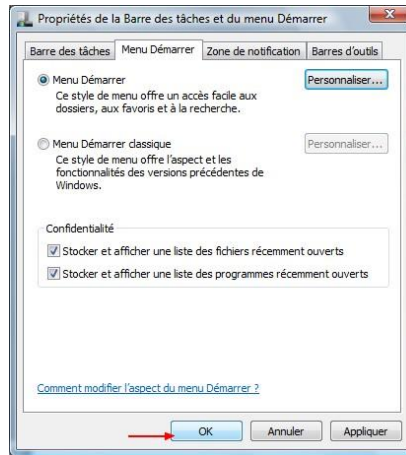 Propriétés de la Barre des tâches et du menu Démarrer
Barre des tâches Menu Démarrer Zone de notification Barres d'outils
Menu Démarrer Personnaliser...
Ce style de menu offre un accès facile aux
dossiers, aux favoris et à la recherche.
Menu Démarrer classique Personnaliser...
Ce style de menu offre l'aspect et les
fonctionnalités des versions précédentes de
Windows.
Confidentialité
Stocker et afficher une liste des fichiers récemment ouverts
Stocker et afficher une liste des programmes récemment ouverts
Comment modifier l'aspect du menu Démarrer ?
OK Annuler Appliquer